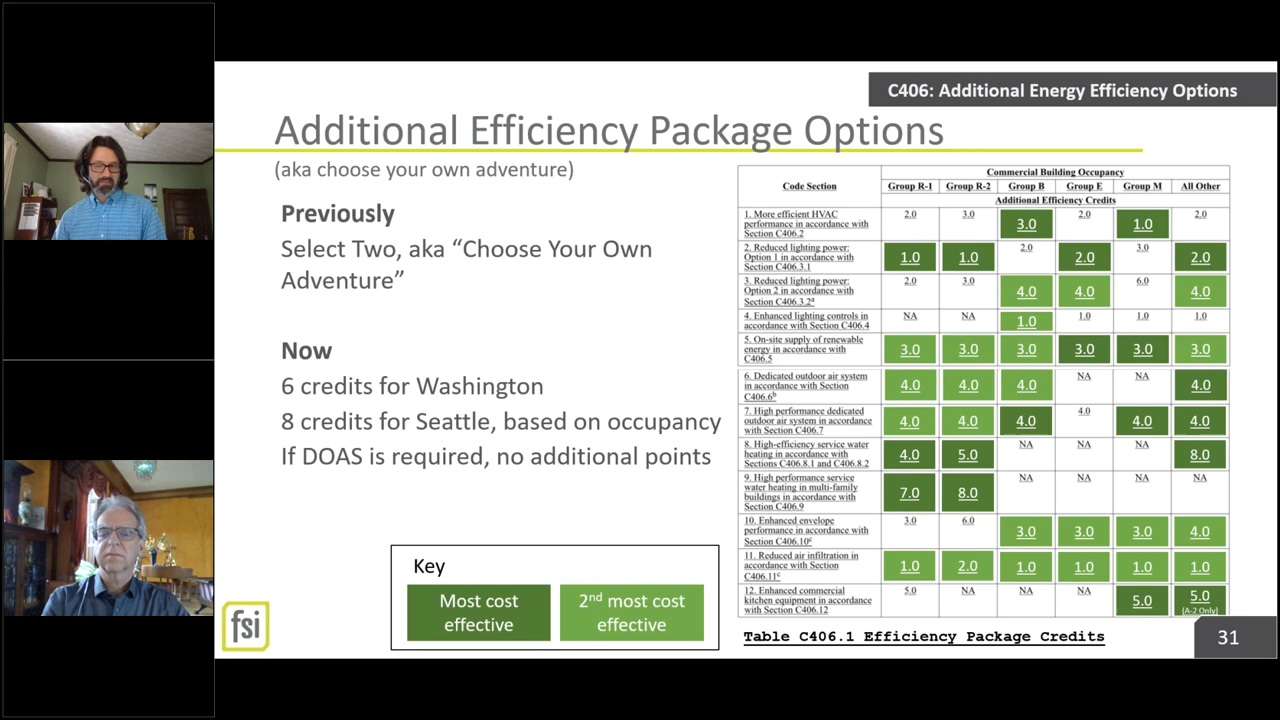 C406: Additional Energy Efficiency Options
Additional Efficiency Package Options
(aka choose your own adventure)
Previously
Select Two, aka “Choose Your Own
Adventure”
Now
6 credits for Washington
8 credits for Seattle, based on occupancy
If DOAS is required, no additional points
Key
Most cost
effective
2nd most cost
effective
fsi
Commercial Building Occupancy
Code Section
Group R-1 Group R-2 Group B Group E Group M All Other
Additional Efficiency Credits
1. More efficient HVAC
performance in accordance with
Section C406.2
2.0 3.0 3.0 2.0 1.0 2.0
2. Reduced lighting power:
Option 1 in accordance with
Section C406.3.1
1.0 1.0 2.0 2.0 3.0 2.0
3. Reduced lighting power:
Option 2 in accordance with
Section C406.3.2a
2.0 3.0 4.0 4.0 6.0 4.0
4. Enhanced lighting controls in
accordance with Section C406.4
NA NA 1.0 1.0 1.0 1.0
5. On-site supply of renewable
energy in accordance with
C406.5
3.0 3.0 3.0 3.0 3.0 3.0
6. Dedicated outdoor air system
in accordance with Section
C406.6b
4.0 4.0 4.0 NA NA 4.0
7. High performance dedicated
outdoor air system in accordance
with Section C406.7
4.0 4.0 4.0 4.0 4.0 4.0
8. High-efficiency service water
heating in accordance with
Sections C406.8.1 and C406.8.2
4.0 5.0 NA NA NA 8.0
9. High performance service
water heating in multi-family
buildings in accordance with
Section C406.9
7.0 8.0 NA NA NA NA
10. Enhanced envelope
performance in accordance with
Section C406.10c
3.0 6.0 3.0 3.0 3.0 4.0
11. Reduced air infiltration in
accordance with Section
C406.11c
1.0 2.0 1.0 1.0 1.0 1.0
12. Enhanced commercial
kitchen equipment in accordance
with Section C406.12
5.0 NA NA NA 5.0 5.0
(A-2 Only)
Table C406.1 Efficiency Package Credits
31